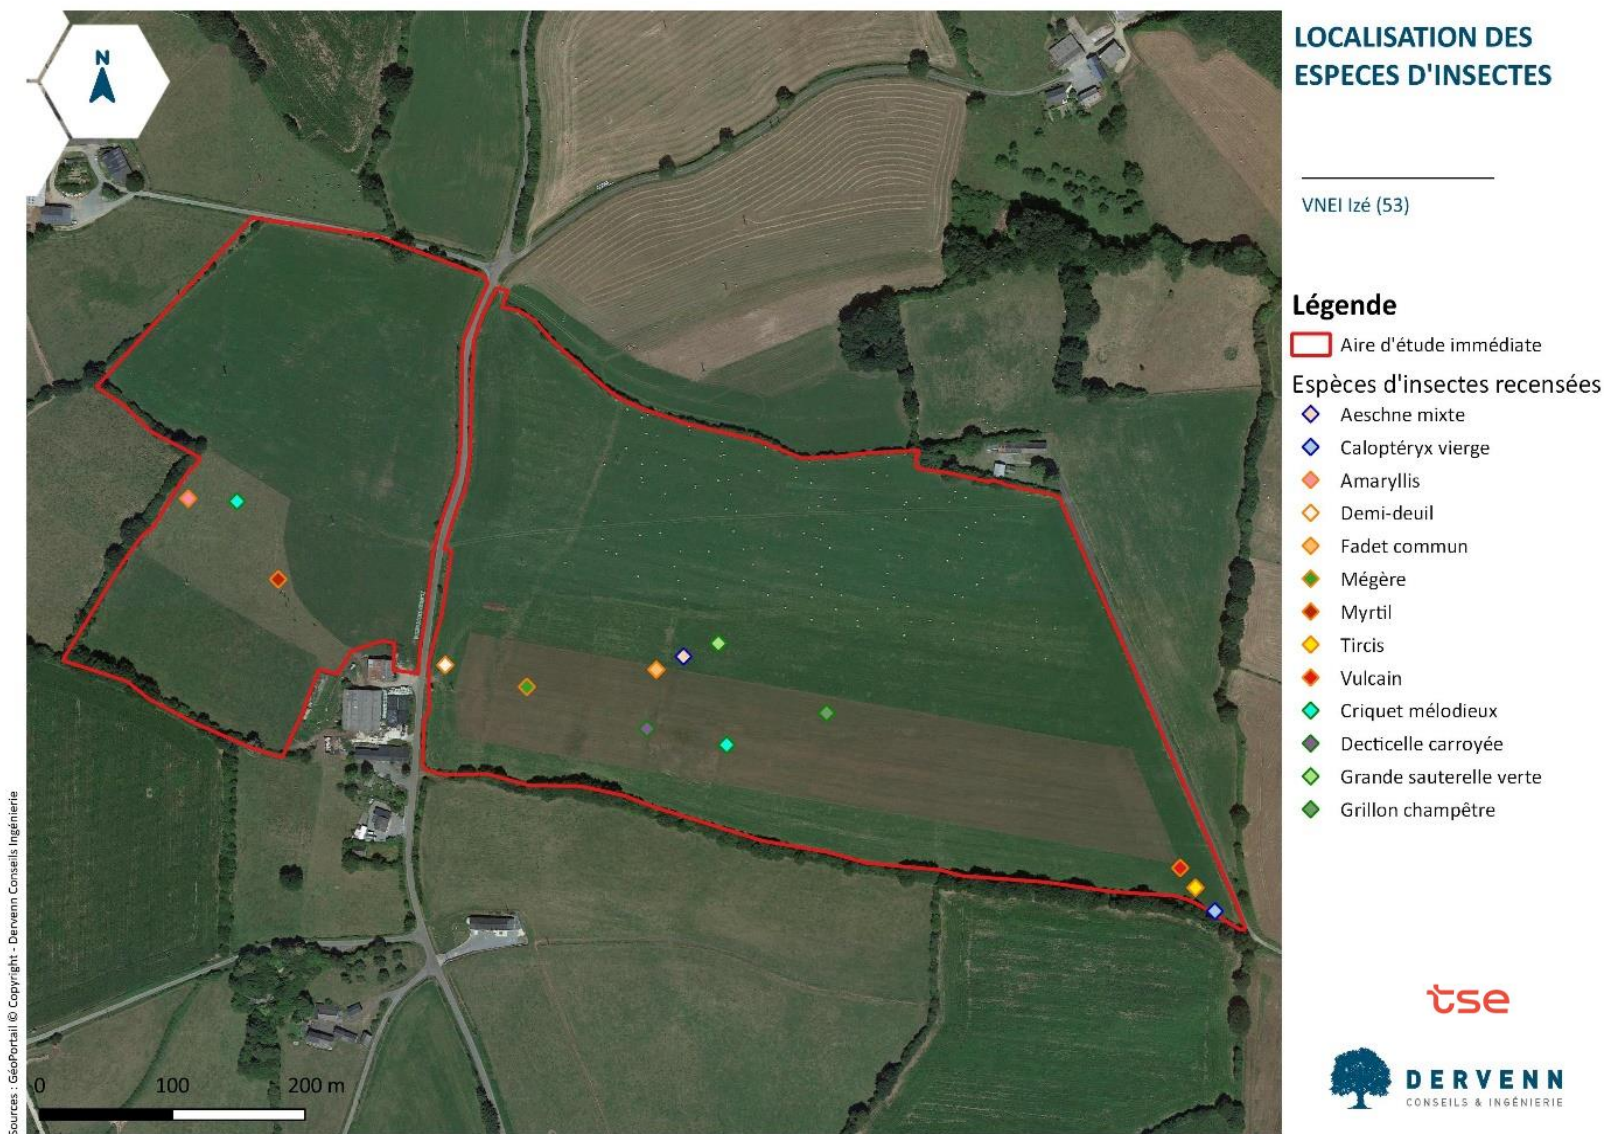 N
LOCALISATION DES
ESPECES D'INSECTES
VNEI Izé (53)
Légende
Aire d'étude immédiate
Espèces d'insectes recensées
Aeschne mixte
Caloptéryx vierge
Amaryllis
Demi-deuil
Fadet commun
Mégère
Myrtil
Tircis
Vulcain
Criquet mélodieux
Decticelle carroyée
Grande sauterelle verte
Grillon champêtre
0 100 200 m
Sources : GéoPortail © Copyright - Dervenn Conseils Ingénierie
tse
DERVENN
CONSEILS & INGÉNIERIE